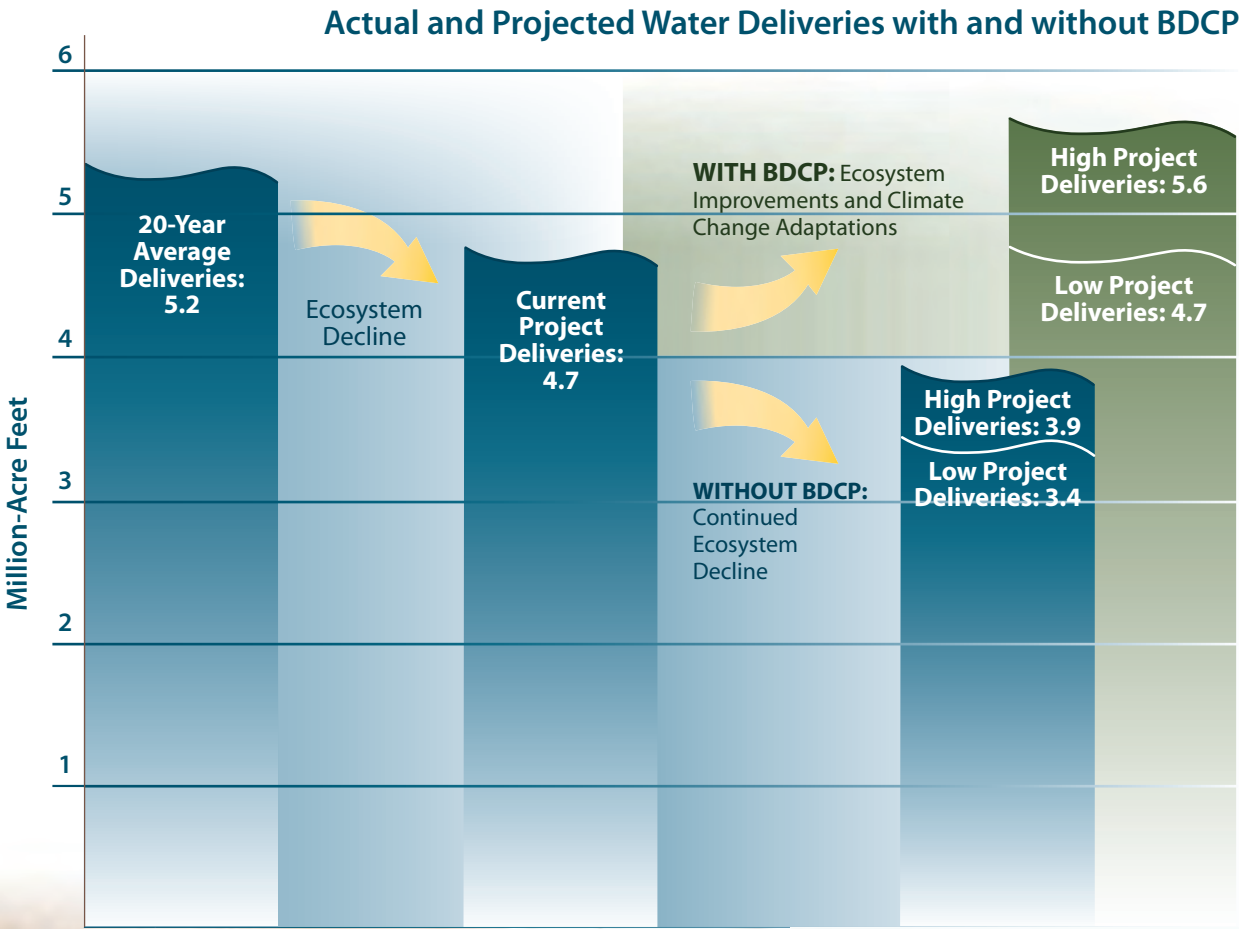 Actual and Projected Water Deliveries with and without BDCP
Million-Acre Feet
6
5
4
3
2
1
20-Year
Average
Deliveries:
5.2
Ecosystem
Decline
Current
Project
Deliveries:
4.7
WITH BDCP: Ecosystem
Improvements and Climate
Change Adaptations
WITHOUT BDCP:
Continued
Ecosystem
Decline
High Project
Deliveries: 3.9
Low Project
Deliveries: 3.4
High Project
Deliveries: 5.6
Low Project
Deliveries: 4.7